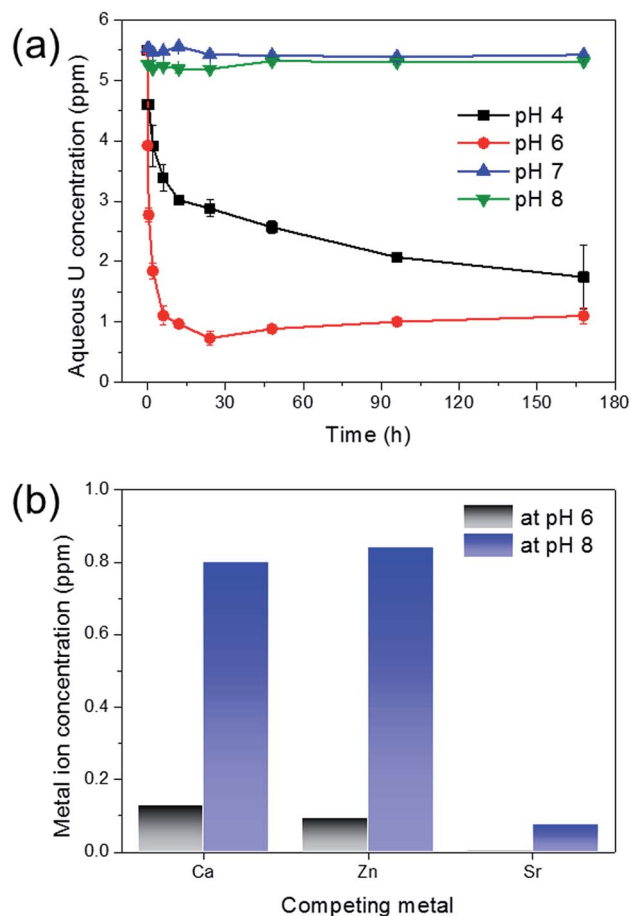 (a)
6
5
4
3
2
1
0
Aqueous U concentration (ppm)
pH 4
pH 6
pH 7
pH 8
0 30 60 90 120 150 180
Time (h)
(b)
1.0
0.8
0.6
0.4
0.2
0.0
Metal ion concentration (ppm)
at pH 6
at pH 8
Ca Zn Sr
Competing metal